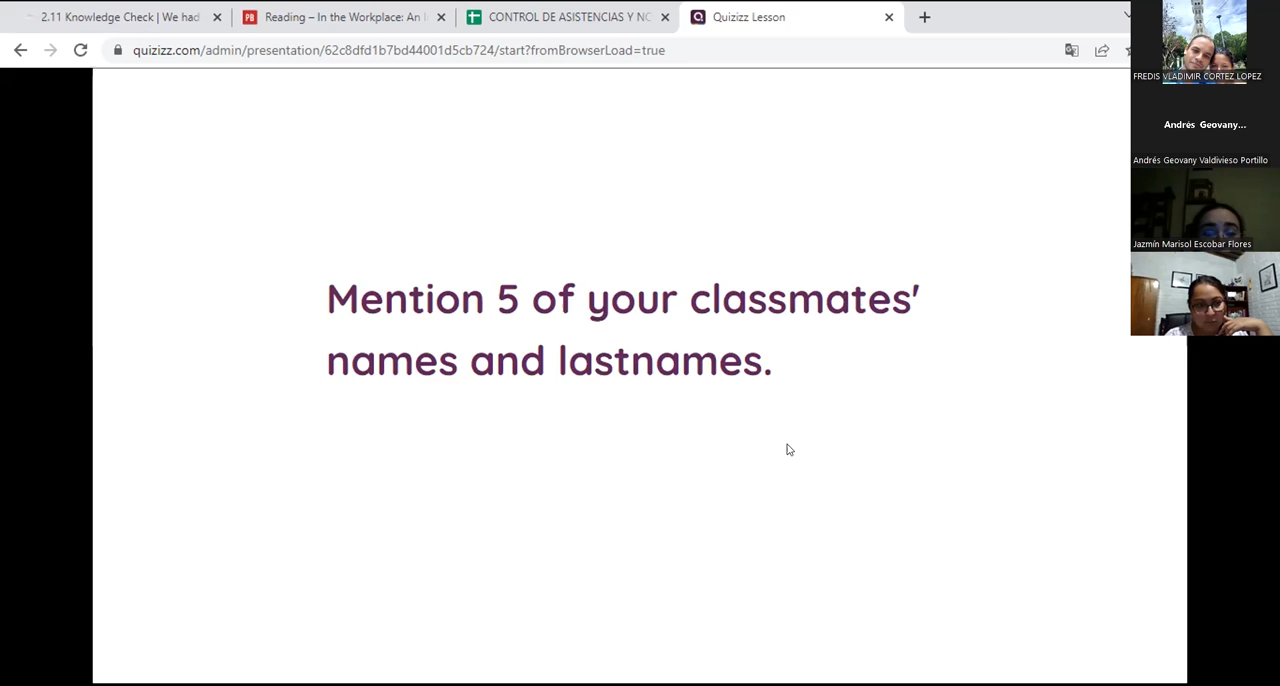 2.11 Knowledge Check | We had
Reading – In the Workplace: An I
CONTROL DE ASISTENCIAS Y NO
Quizizz Lesson
quizizz.com/admin/presentation/62c8dfd1b7bd44001d5cb724/start?fromBrowserLoad=true
FREDIS VLADIMIR CORTEZ LOPEZ
Andrés Geovany...
Andrés Geovany Valdivieso Portillo
Jazmín Marisol Escobar Flores
Mention 5 of your classmates'
names and lastnames.